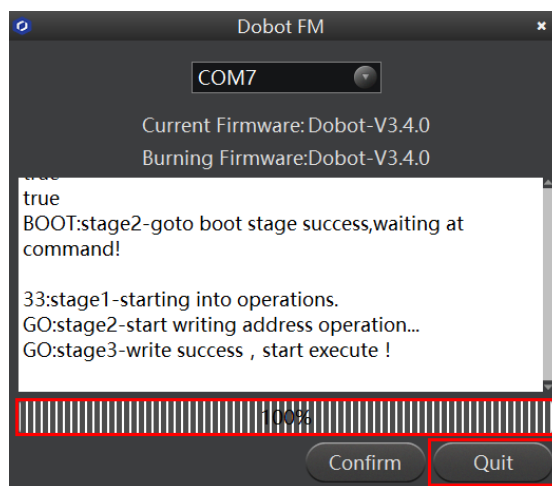 Dobot FM
COM7
Current Firmware: Dobot-V3.4.0
Burning Firmware:Dobot-V3.4.0
true
BOOT:stage2-goto boot stage success,waiting at
command!
33:stage1-starting into operations.
GO:stage2-start writing address operation...
GO:stage3-write success , start execute !
100%
Confirm Quit